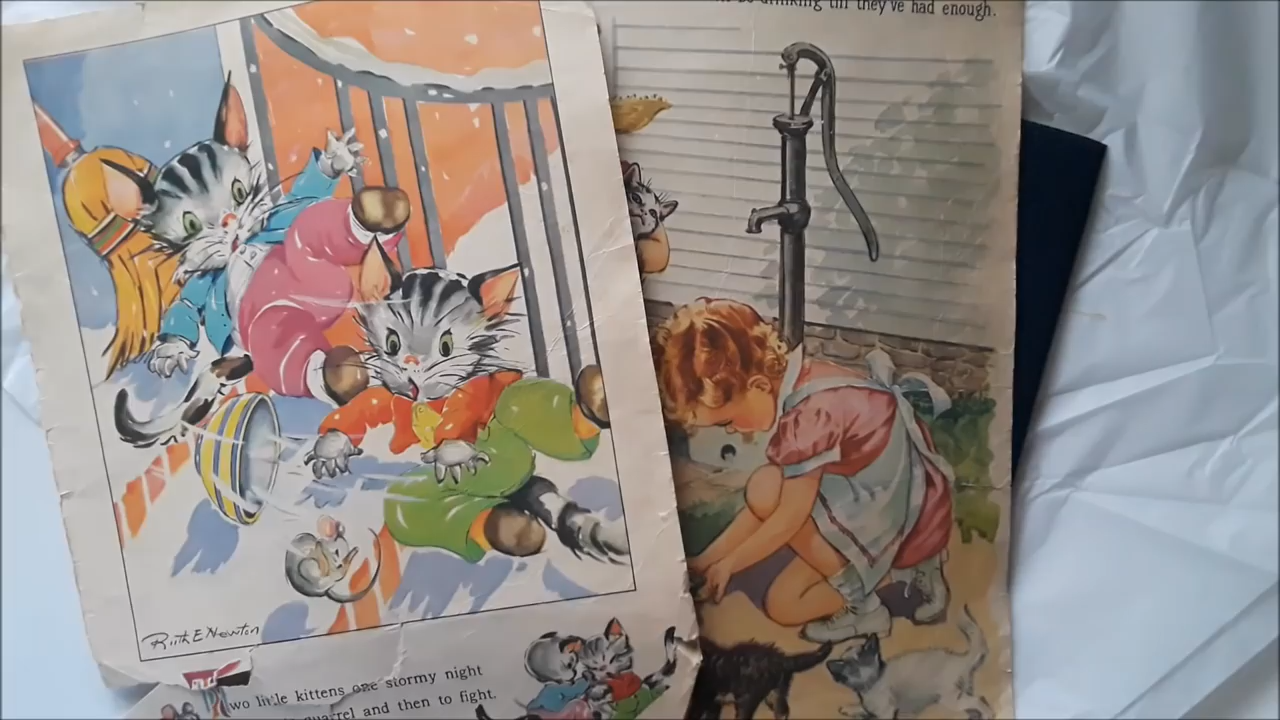 drinking till they've had enough.
Ruth E Newton
wo little kittens one stormy night
quarrel and then to fight.